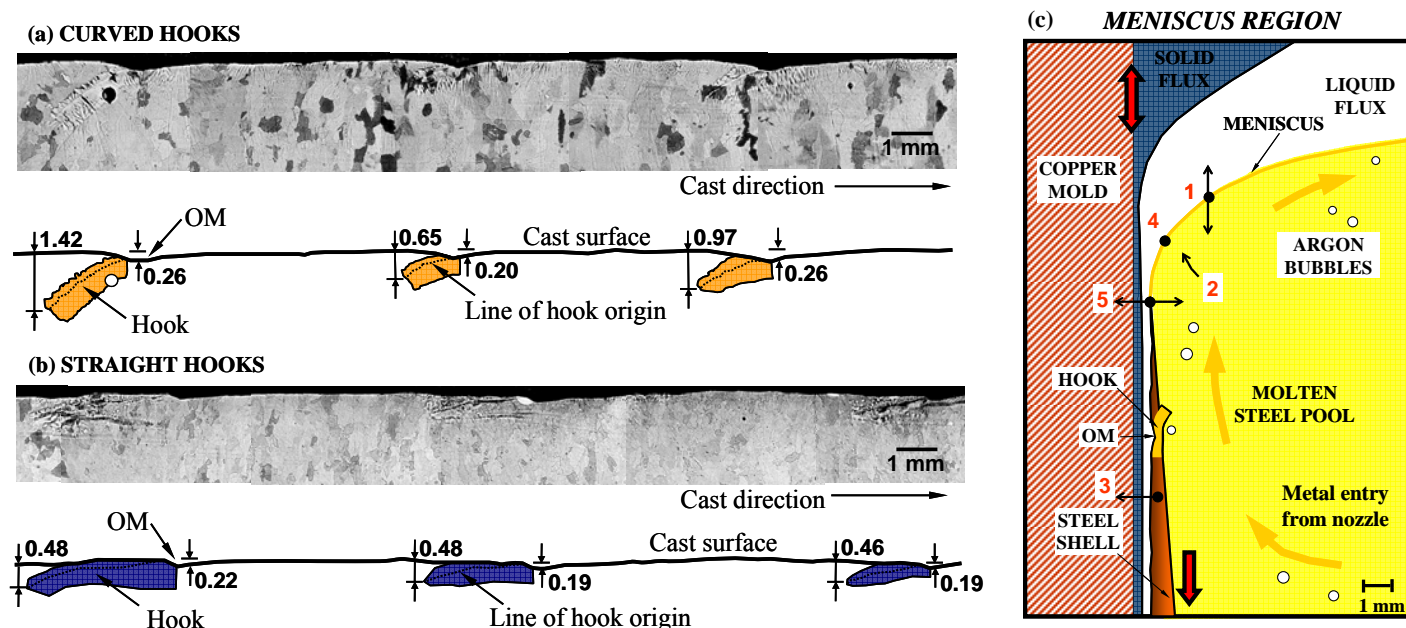 (a) CURVED HOOKS
1 mm
Cast direction
OM
1.42
0.26
0.65
0.20
Cast surface
0.97
0.26
Line of hook origin
Hook
(b) STRAIGHT HOOKS
1 mm
Cast direction
OM
0.48
0.22
0.48
0.19
Cast surface
0.46
0.19
Hook
Line of hook origin
(c) MENISCUS REGION
SOLID
FLUX
LIQUID
FLUX
MENISCUS
COPPER
MOLD
1
4
ARGON
BUBBLES
2
5
HOOK
MOLTEN
STEEL POOL
OM
3
Metal entry
from nozzle
STEEL
SHELL
1 mm